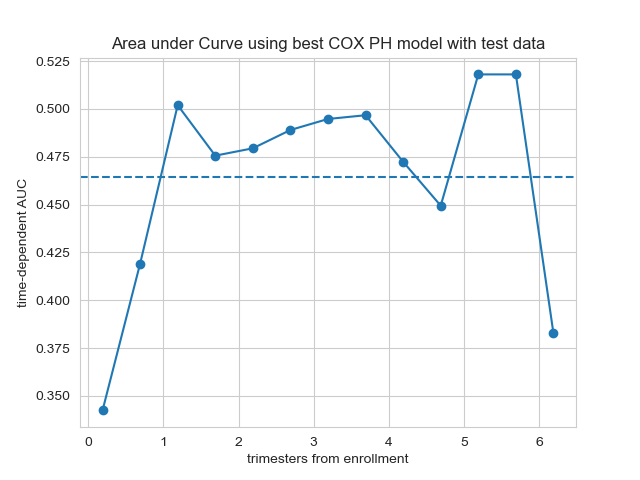 Area under Curve using best COX PH model with test data
time-dependent AUC
0.525
0.500
0.475
0.450
0.425
0.400
0.375
0.350
0 1 2 3 4 5 6
trimesters from enrollment